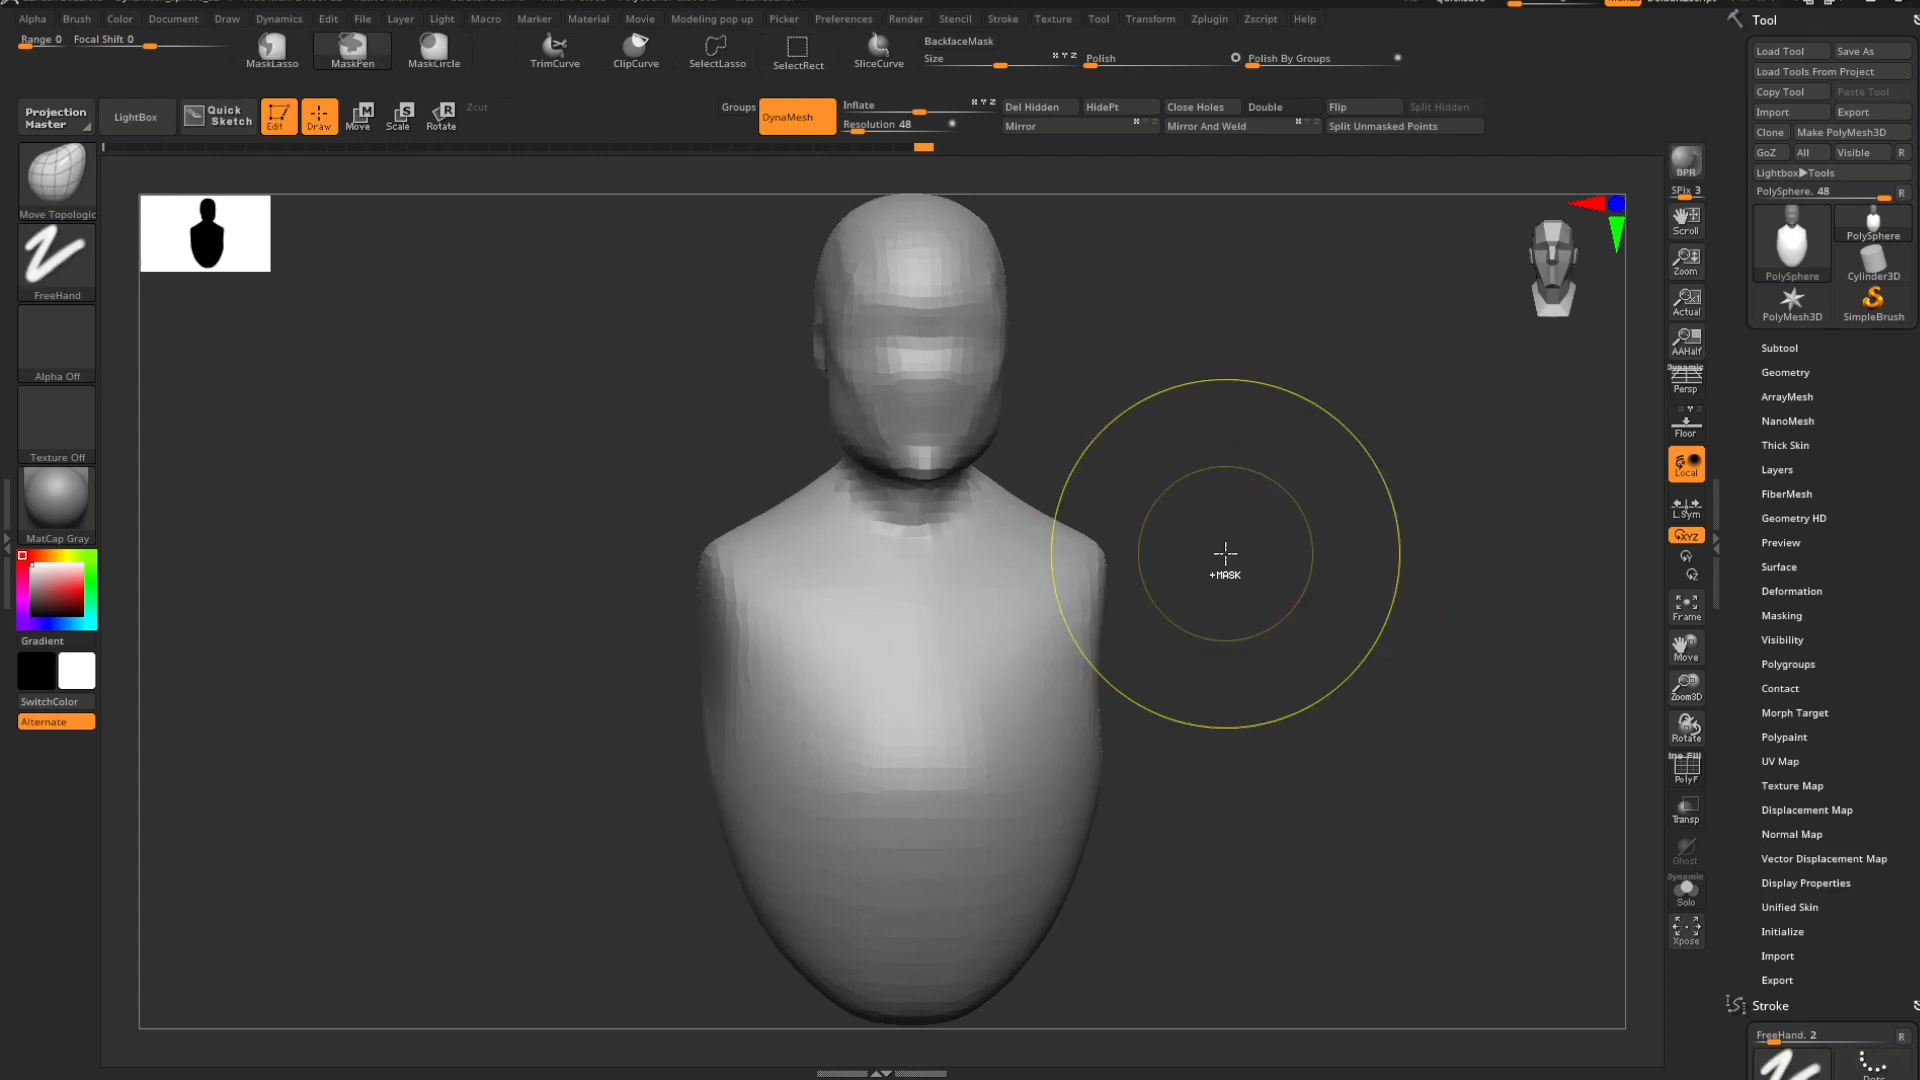 Alpha Brush Color Document Draw Dynamics Edit File Layer Light Macro Marker Material Movie Modeling pop up Picker Preferences Render Stencil Stroke Texture Tool Transform Zplugin Zscript Help
Tool
Range 0 Focal Shift 0
MaskLasso MaskPen MaskCircle TrimCurve ClipCurve SelectLasso SelectRect SliceCurve
BackfaceMask
Size X Y Z Polish Polish By Groups
Load Tool Save As
Load Tools From Project
Copy Tool Paste Tool
Import Export
Clone Make PolyMesh3D
GoZ All Visible R
Lightbox▶Tools
PolySphere. 48 R
PolySphere PolySphere
Cylinder3D
PolyMesh3D SimpleBrush
Projection Master
LightBox
Quick Sketch
Edit Draw Move Scale Rotate
Zcut
Groups DynaMesh
Inflate X Y Z
Resolution 48
Del Hidden HidePt Close Holes Double Flip Split Hidden
Mirror Mirror And Weld Split Unmasked Points
Move Topologic
FreeHand
Alpha Off
Texture Off
MatCap Gray
Gradient
SwitchColor
Alternate
+MASK
BPR
SPix 3
Scroll
Zoom
Actual
AAHalf
Dynamic
Persp
Floor
Local
L.Sym
XYZ
Y
Z
Frame
Move
Zoom3D
Rotate
PolyF
Transp
Ghost
Dynamic
Solo
Xpose
Subtool
Geometry
ArrayMesh
NanoMesh
Thick Skin
Layers
FiberMesh
Geometry HD
Preview
Surface
Deformation
Masking
Visibility
Polygroups
Contact
Morph Target
Polypaint
UV Map
Texture Map
Displacement Map
Normal Map
Vector Displacement Map
Display Properties
Unified Skin
Initialize
Import
Export
Stroke
FreeHand. 2 R